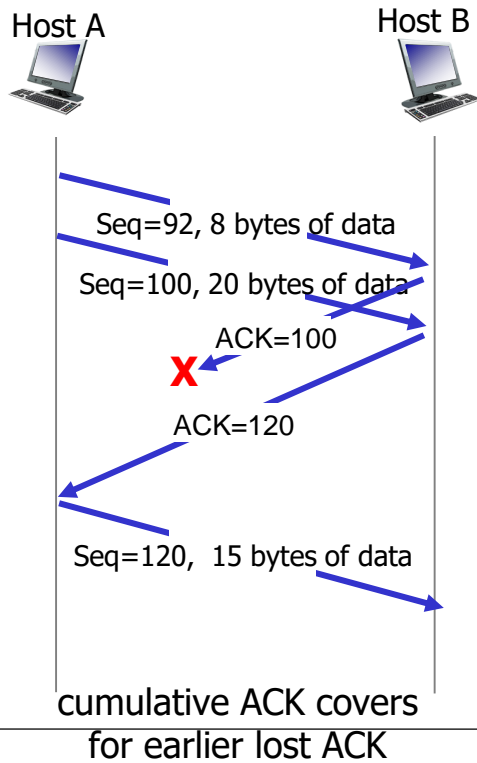 Host A
Host B
Seq=92, 8 bytes of data
Seq=100, 20 bytes of data
ACK=100
X
ACK=120
Seq=120, 15 bytes of data
cumulative ACK covers
for earlier lost ACK